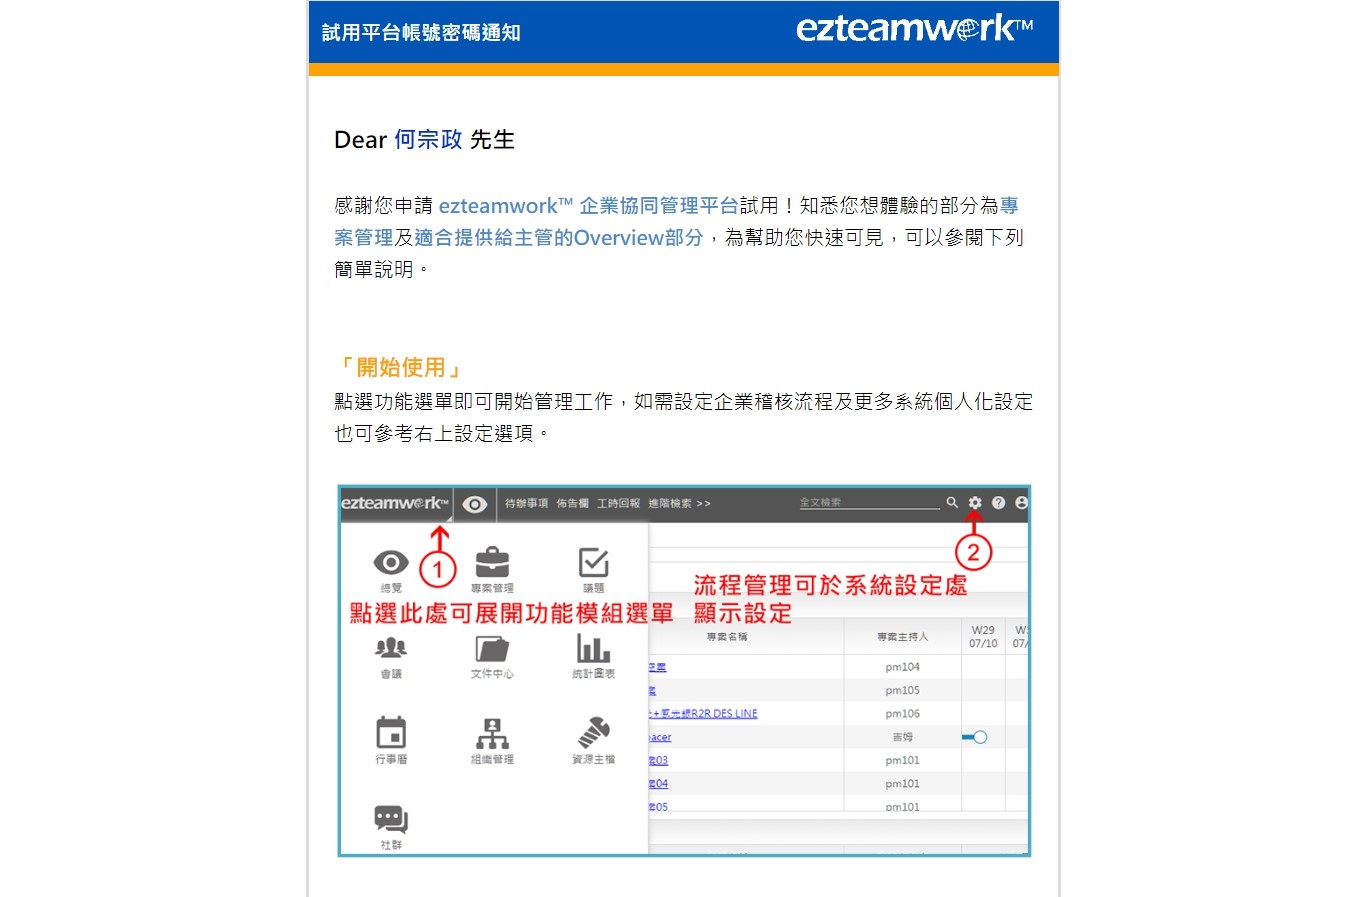 試用平台帳號密碼通知
ezteamwork™
Dear 何宗政 先生
感謝您申請 ezteamwork™ 企業協同管理平台試用！知悉您想體驗的部分為專
案管理及適合提供給主管的Overview部分，為幫助您快速可見，可以參閱下列
簡單說明。
「開始使用」
點選功能選單即可開始管理工作，如需設定企業稽核流程及更多系統個人化設定
也可參考右上設定選項。
ezteamwork™ 待辦事項 佈告欄 工時回報 進階檢索 >> 全文檢索
1
2
總覽 專案管理 議題
流程管理可於系統設定處
點選此處可展開功能模組選單 顯示設定
專案名稱 專案主持人 W29
07/10
會議 文件中心 統計圖表
pm104
pm105
R2R DES LINE pm106
吉姆
行事曆 組織管理 資源主檔
03 pm101
04 pm101
05 pm101
社群